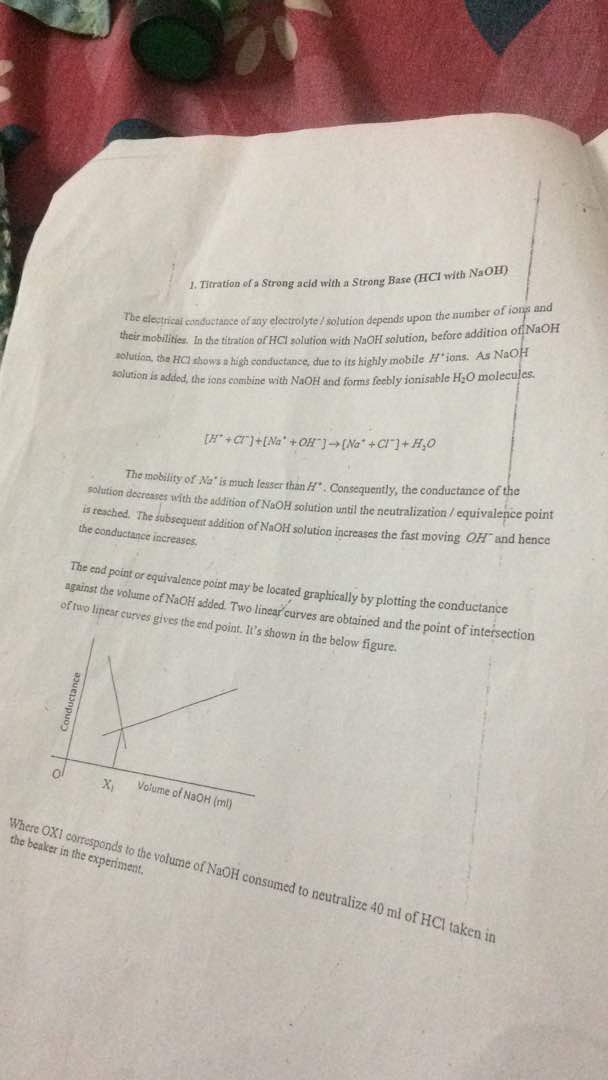 1. Titration of a Strong acid with a Strong Base (HCl with NaOH)
The electrical conductance of any electrolyte / solution depends upon the number of ions and
their mobilities. In the titration of HCl solution with NaOH solution, before addition of NaOH
solution, the HCl shows a high conductance, due to its highly mobile H⁺ ions. As NaOH
solution is added, the ions combine with NaOH and forms feebly ionisable H₂O molecules.
[H⁺ + Cl⁻] + [Na⁺ + OH⁻] → [Na⁺ + Cl⁻] + H₂O
The mobility of Na⁺ is much lesser than H⁺. Consequently, the conductance of the
solution decreases with the addition of NaOH solution until the neutralization / equivalence point
is reached. The subsequent addition of NaOH solution increases the fast moving OH⁻ and hence
the conductance increases.
The end point or equivalence point may be located graphically by plotting the conductance
against the volume of NaOH added. Two linear curves are obtained and the point of intersection
of two linear curves gives the end point. It's shown in the below figure.
Conductance
O
X₁
Volume of NaOH (ml)
Where OX1 corresponds to the volume of NaOH consumed to neutralize 40 ml of HCl taken in
the beaker in the experiment.